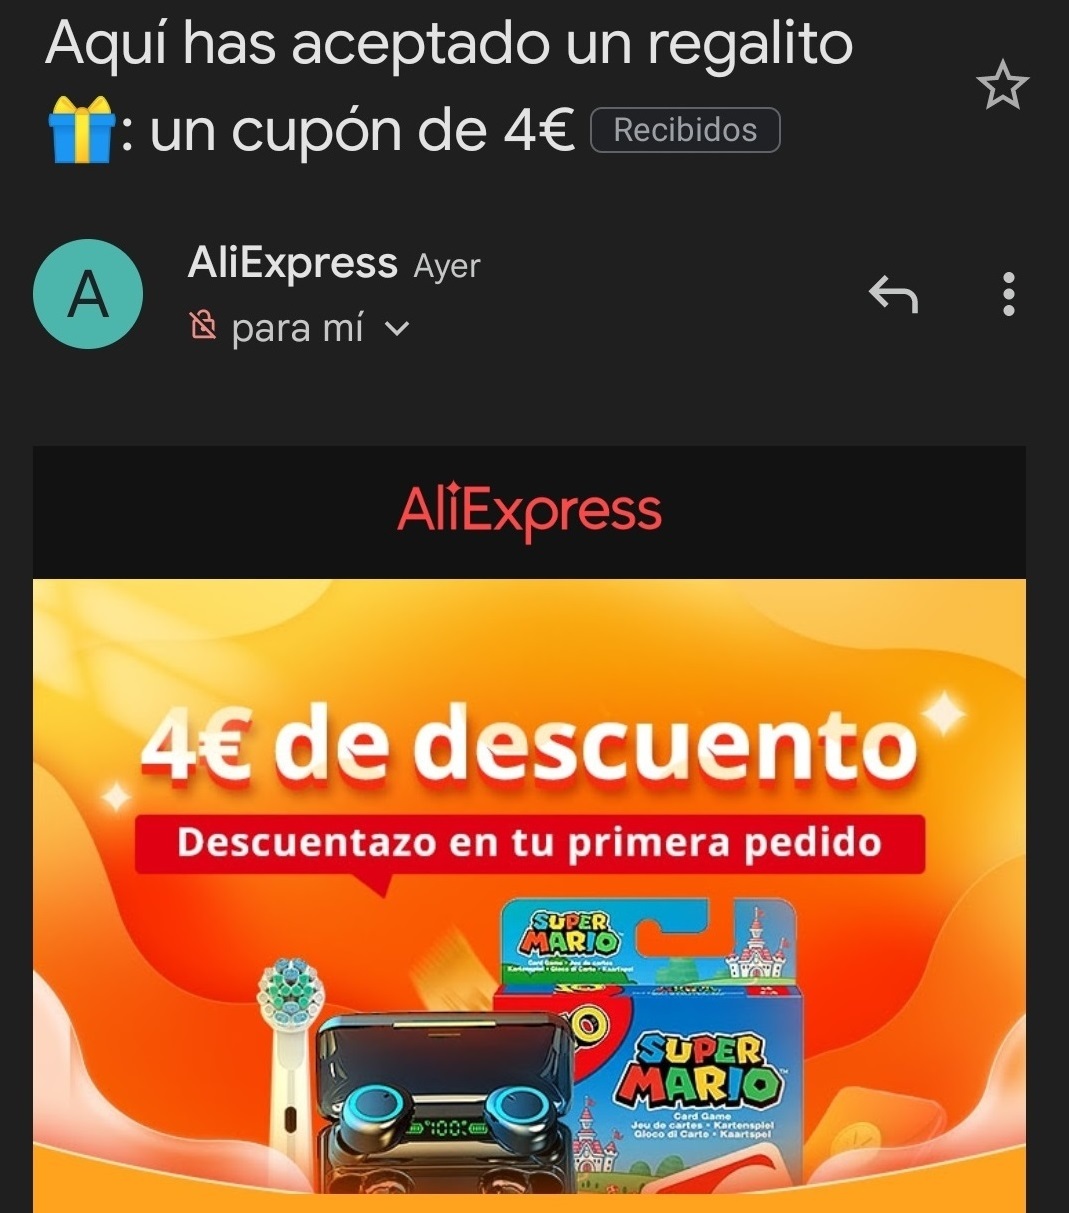 Aquí has aceptado un regalito
🎁: un cupón de 4€ Recibidos
A
AliExpress Ayer
para mí
AliExpress
4€ de descuento
Descuentazo en tu primera pedido
SUPER
MARIO
Card Game • Jeu de cartes
Kartenspiel • Gioco di Carte • Kaartspel
SUPER
MARIO™
Card Game
Jeu de cartes • Kartenspiel
Gioco di Carte • Kaartspel
100